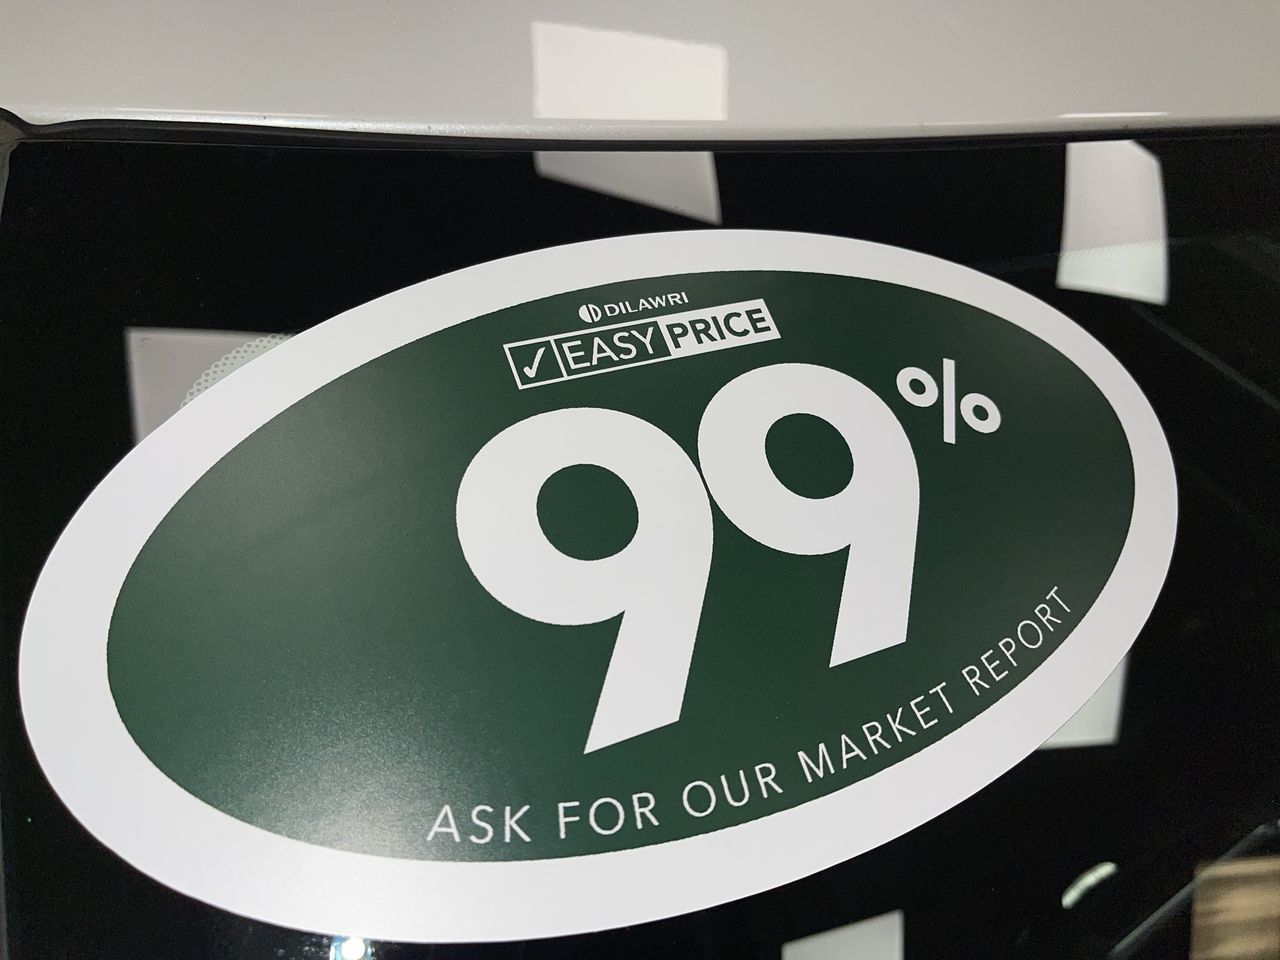 DILAWRI
✓ EASY PRICE
99%
ASK FOR OUR MARKET REPORT